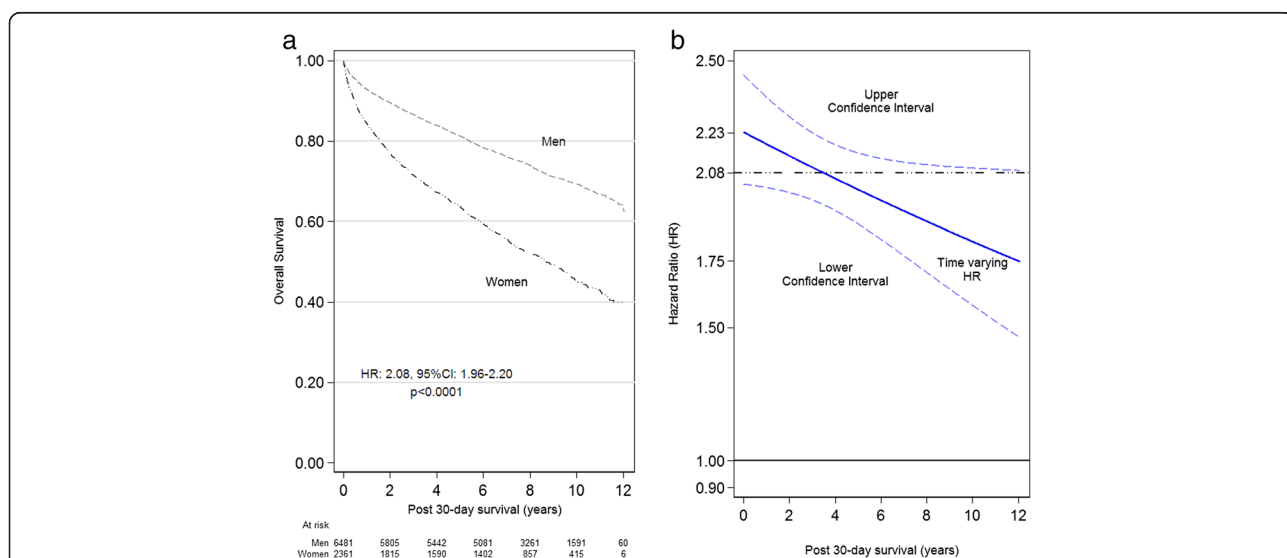 a
1.00
0.80
0.60
0.40
0.20
0.00
Overall Survival
Men
Women
HR: 2.08, 95%CI: 1.96-2.20
p<0.0001
0 2 4 6 8 10 12
Post 30-day survival (years)
At risk
Men 6481 5805 5442 5081 3261 1591 60
Women 2361 1815 1590 1402 857 415 6
b
2.50
2.23
2.08
1.75
1.50
1.00
0.90
Hazard Ratio (HR)
Upper
Confidence Interval
Lower
Confidence Interval
Time varying
HR
0 2 4 6 8 10 12
Post 30-day survival (years)